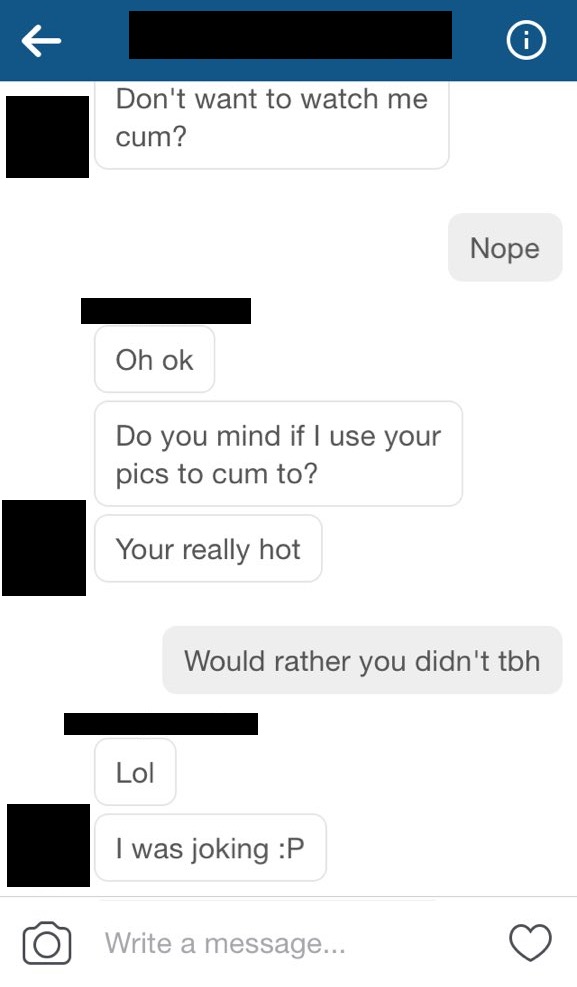 Don't want to watch me
cum?
Nope
Oh ok
Do you mind if I use your
pics to cum to?
Your really hot
Would rather you didn't tbh
Lol
I was joking :P
Write a message...